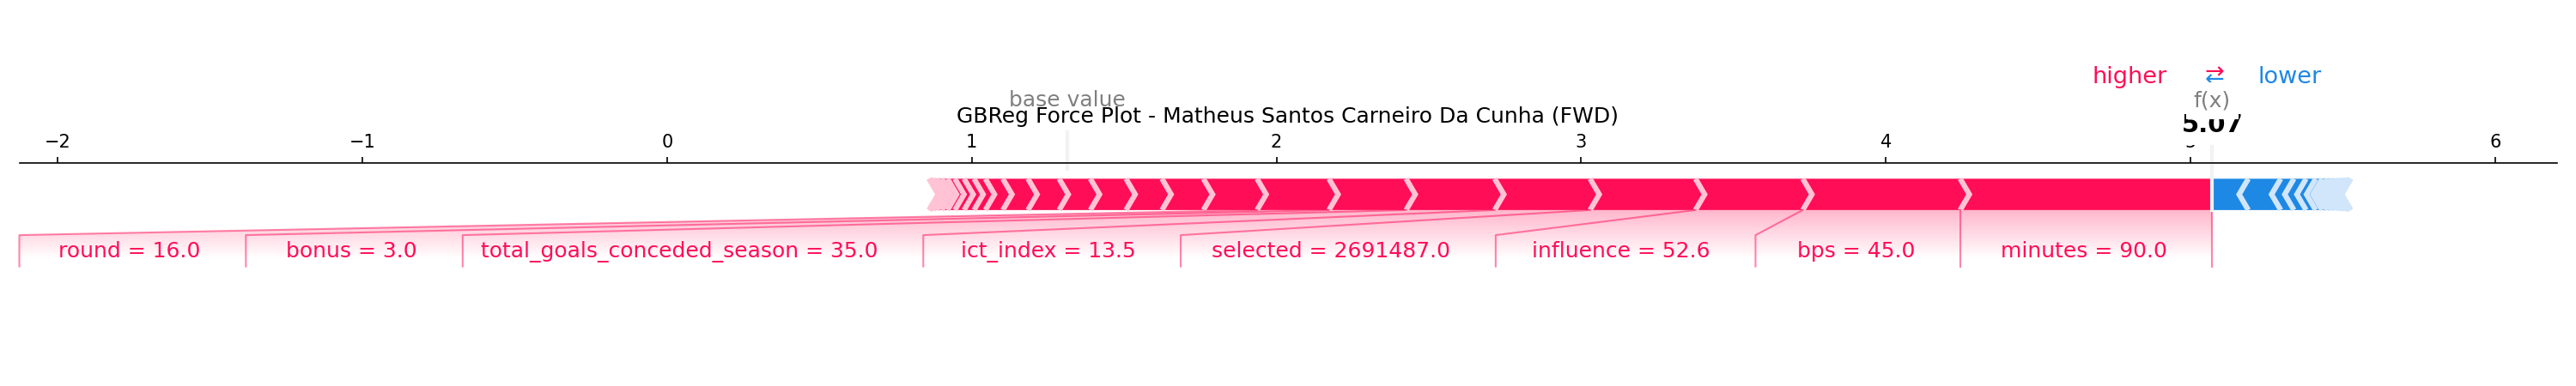 higher ⇄ lower
base value
f(x)
GBReg Force Plot - Matheus Santos Carneiro Da Cunha (FWD)
5.07
−2 −1 0 1 2 3 4 5 6
round = 16.0 bonus = 3.0 total_goals_conceded_season = 35.0 ict_index = 13.5 selected = 2691487.0 influence = 52.6 bps = 45.0 minutes = 90.0